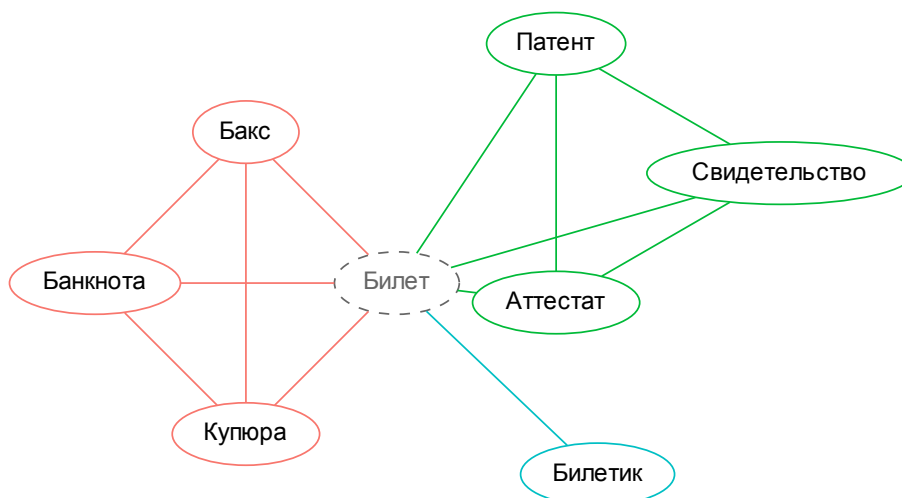 Патент
Бакс
Свидетельство
Банкнота
Билет
Аттестат
Купюра
Билетик